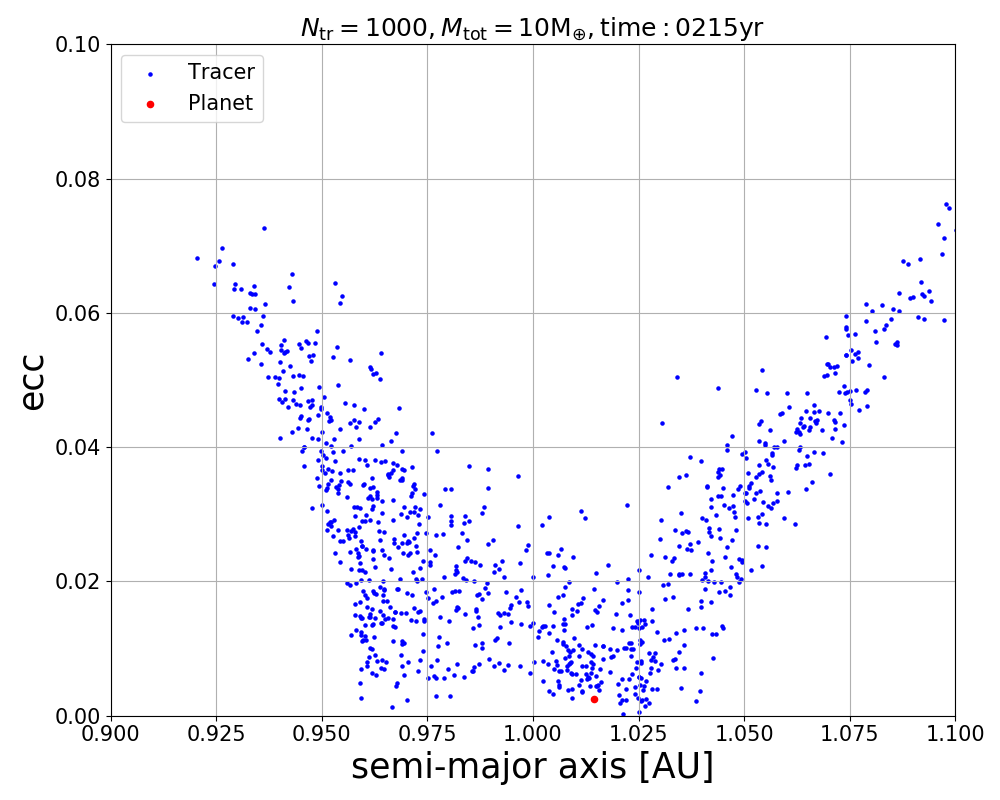 N_tr = 1000, M_tot = 10M_⊕, time : 0215yr
0.10
Tracer
Planet
0.08
0.06
ecc
0.04
0.02
0.00
0.900 0.925 0.950 0.975 1.000 1.025 1.050 1.075 1.100
semi-major axis [AU]